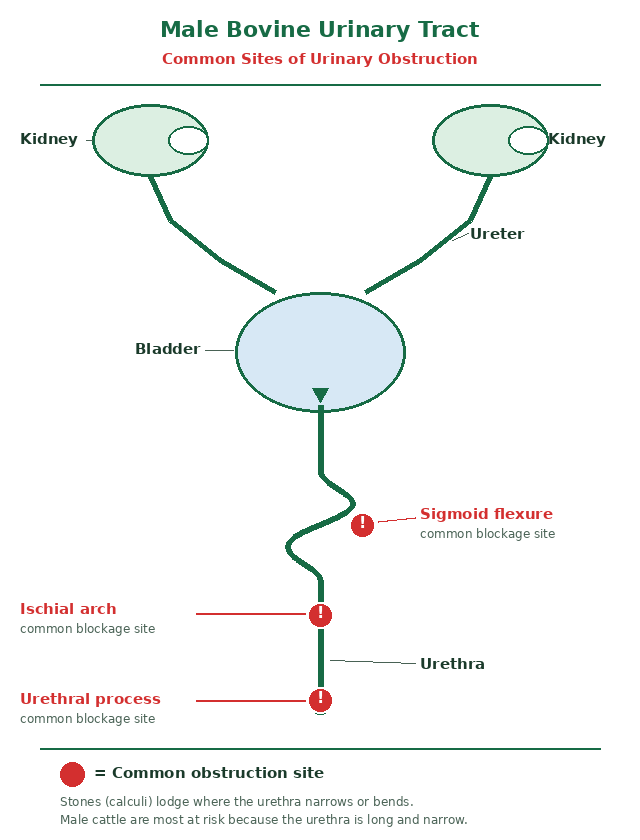 Male Bovine Urinary Tract
Common Sites of Urinary Obstruction
Kidney
Kidney
Ureter
Bladder
!
Sigmoid flexure
common blockage site
Ischial arch
!
common blockage site
Urethra
Urethral process
!
common blockage site
= Common obstruction site
Stones (calculi) lodge where the urethra narrows or bends.
Male cattle are most at risk because the urethra is long and narrow.